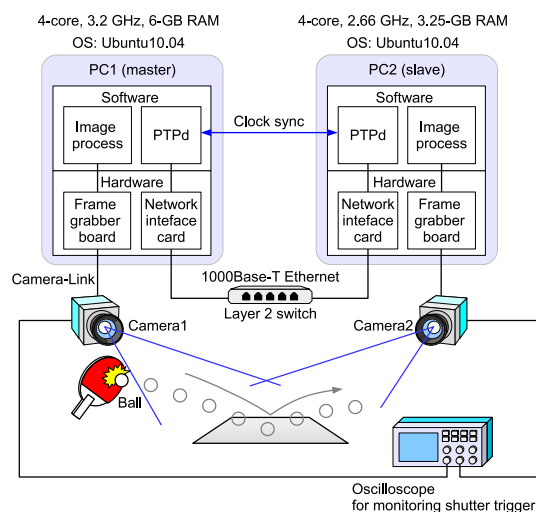 4-core, 3.2 GHz, 6-GB RAM
OS: Ubuntu10.04
PC1 (master)
Software
Image
process
PTPd
Hardware
Frame
grabber
board
Network
inteface
card
4-core, 2.66 GHz, 3.25-GB RAM
OS: Ubuntu10.04
PC2 (slave)
Software
PTPd
Image
process
Hardware
Network
inteface
card
Frame
grabber
board
Clock sync
Camera-Link
1000Base-T Ethernet
Layer 2 switch
Camera1
Camera2
Ball
Oscilloscope
for monitoring shutter trigger